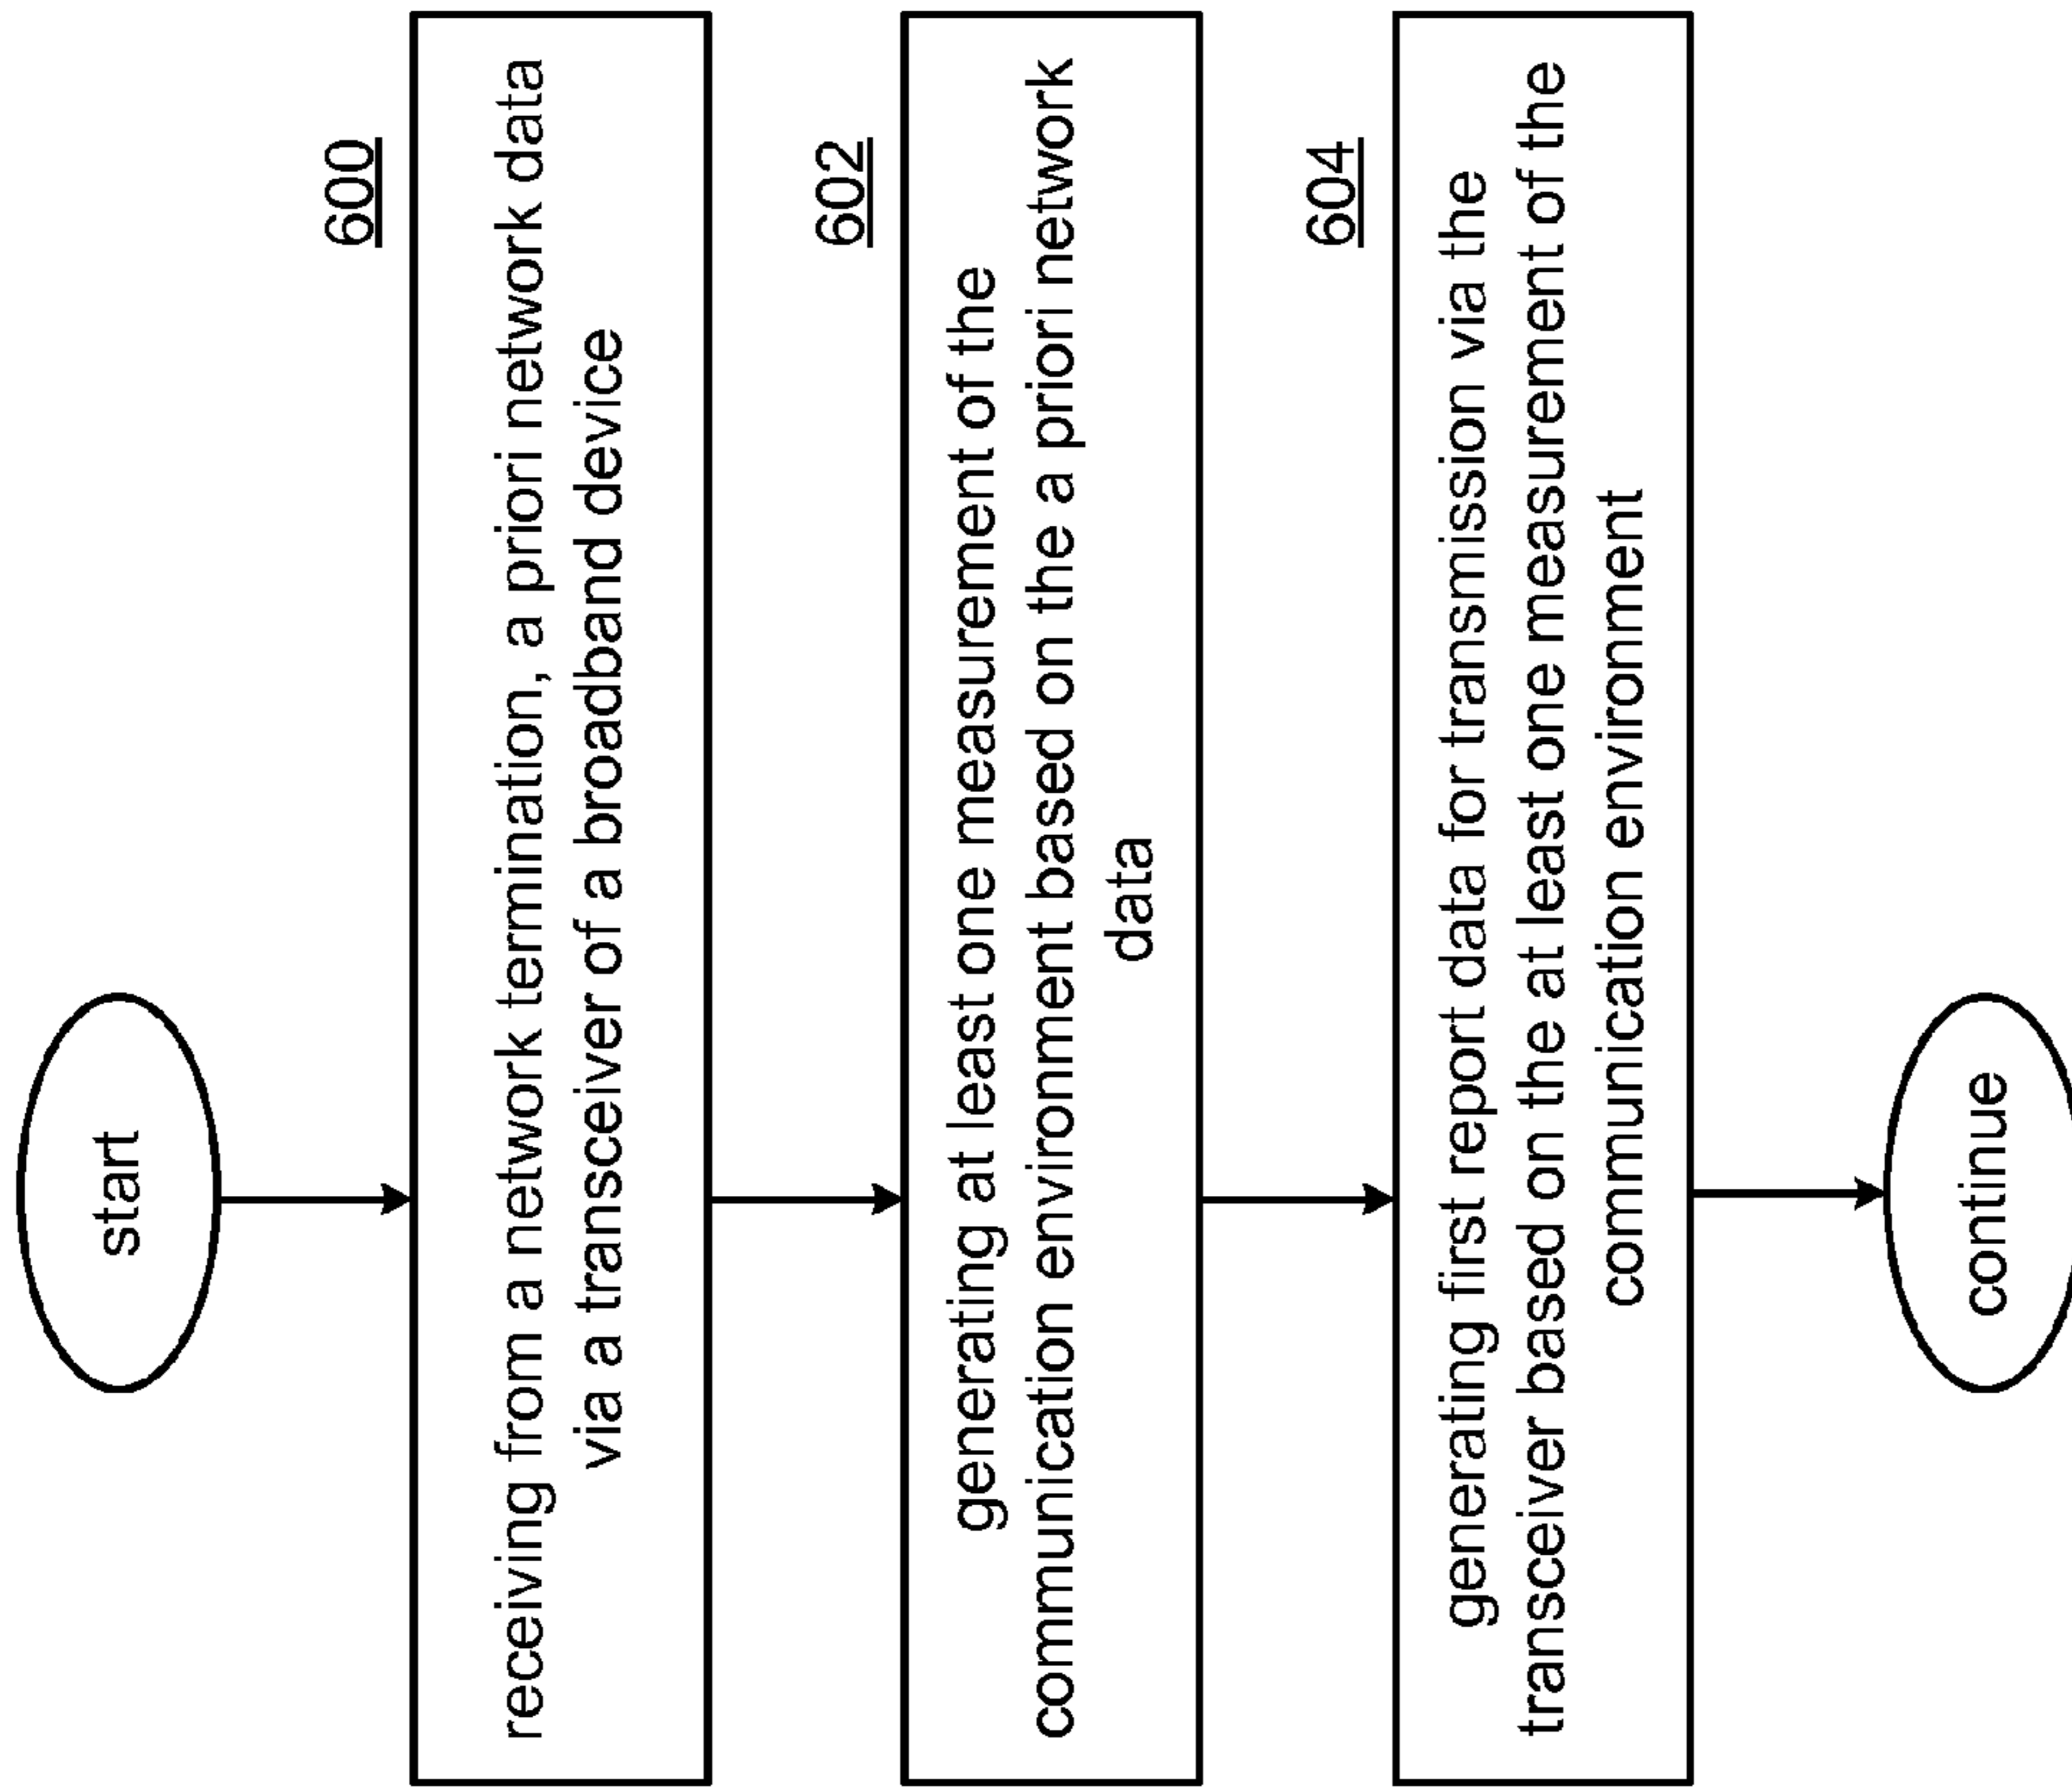 start
600
receiving from a network termination, a priori network data
via a transceiver of a broadband device
602
generating at least one measurement of the
communication environment based on the a priori network
data
604
generating first report data for transmission via the
transceiver based on the at least one measurement of the
communication environment
continue